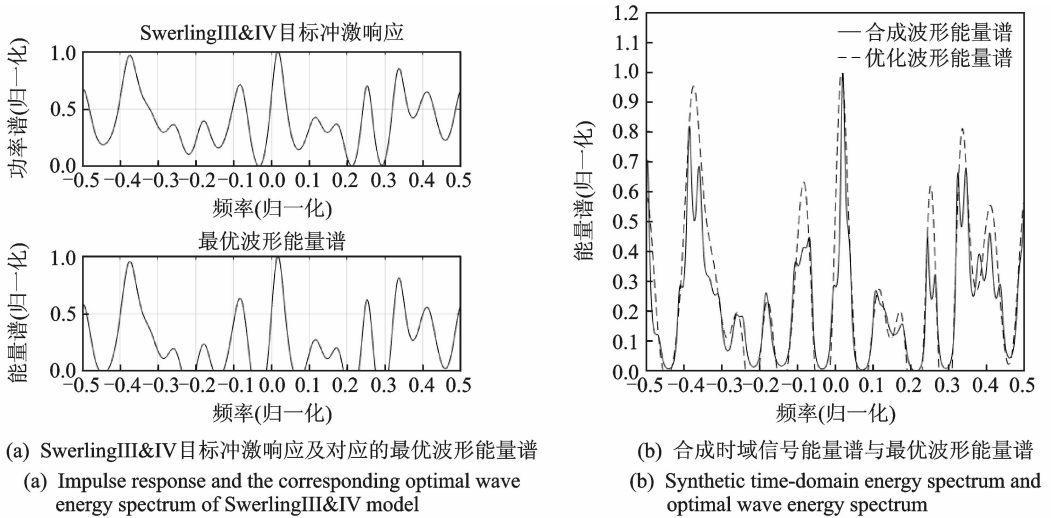 SwerlingIII&IV目标冲激响应
功率谱(归一化)
1.0
0.5
0.0
−0.5 −0.4 −0.3 −0.2 −0.1 0.0 0.1 0.2 0.3 0.4 0.5
频率(归一化)
最优波形能量谱
能量谱(归一化)
1.0
0.5
0.0
−0.5 −0.4 −0.3 −0.2 −0.1 0.0 0.1 0.2 0.3 0.4 0.5
频率(归一化)
(a) SwerlingIII&IV目标冲激响应及对应的最优波形能量谱
(a) Impulse response and the corresponding optimal wave
energy spectrum of SwerlingIII&IV model
合成波形能量谱
优化波形能量谱
能量谱(归一化)
1.2
1.1
1.0
0.9
0.8
0.7
0.6
0.5
0.4
0.3
0.2
0.1
0.0
−0.5 −0.4 −0.3 −0.2 −0.1 0.0 0.1 0.2 0.3 0.4 0.5
频率(归一化)
(b) 合成时域信号能量谱与最优波形能量谱
(b) Synthetic time-domain energy spectrum and
optimal wave energy spectrum